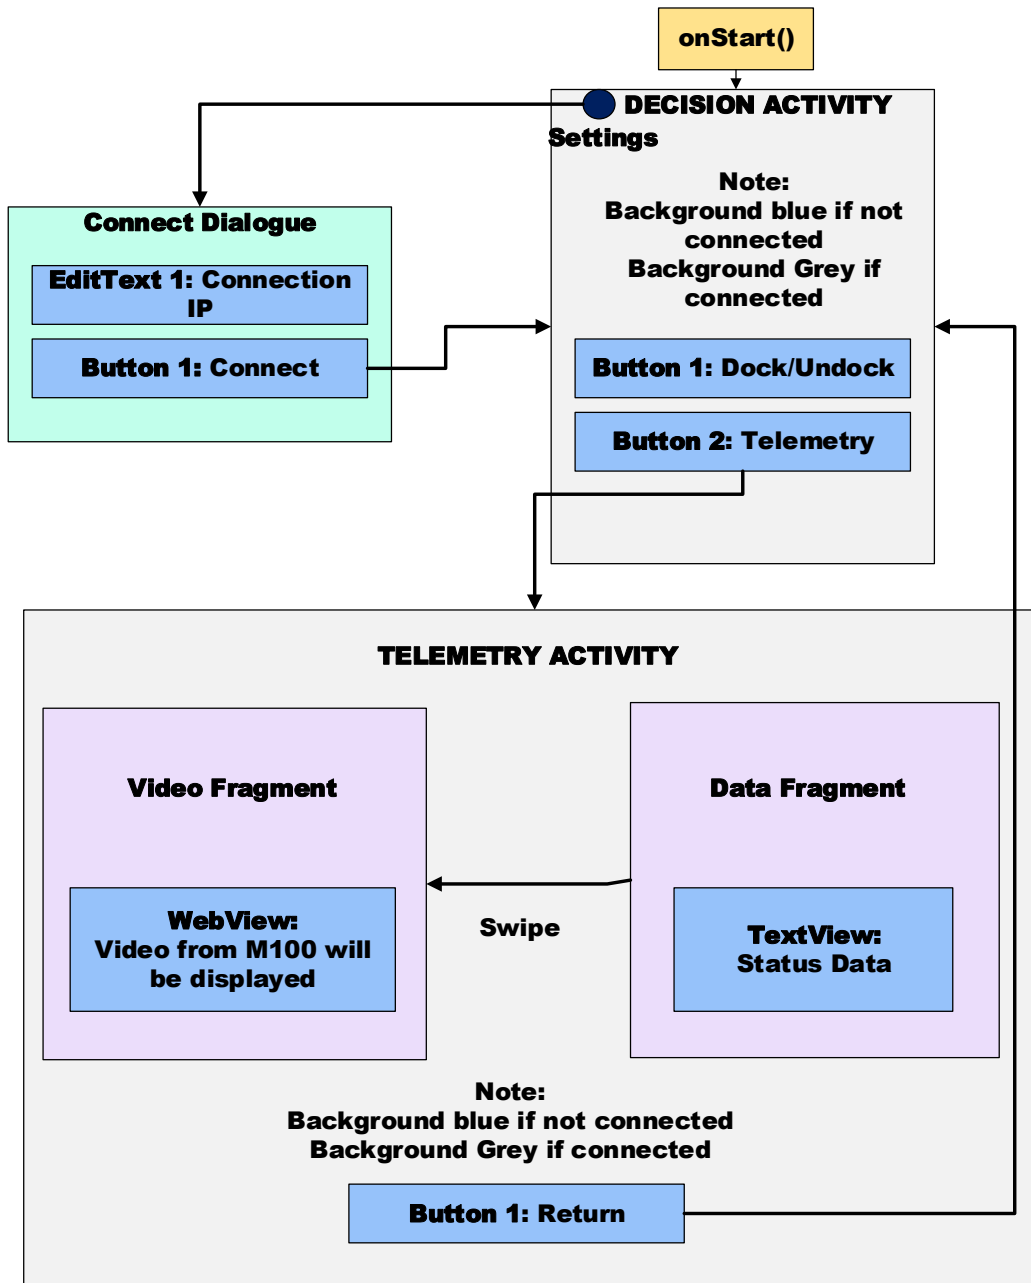 onStart()
DECISION ACTIVITY
Settings
Note:
Background blue if not
connected
Background Grey if
connected
Connect Dialogue
EditText 1: Connection
IP
Button 1: Connect
Button 1: Dock/Undock
Button 2: Telemetry
TELEMETRY ACTIVITY
Video Fragment
Data Fragment
WebView:
Video from M100 will
be displayed
Swipe
TextView:
Status Data
Note:
Background blue if not connected
Background Grey if connected
Button 1: Return